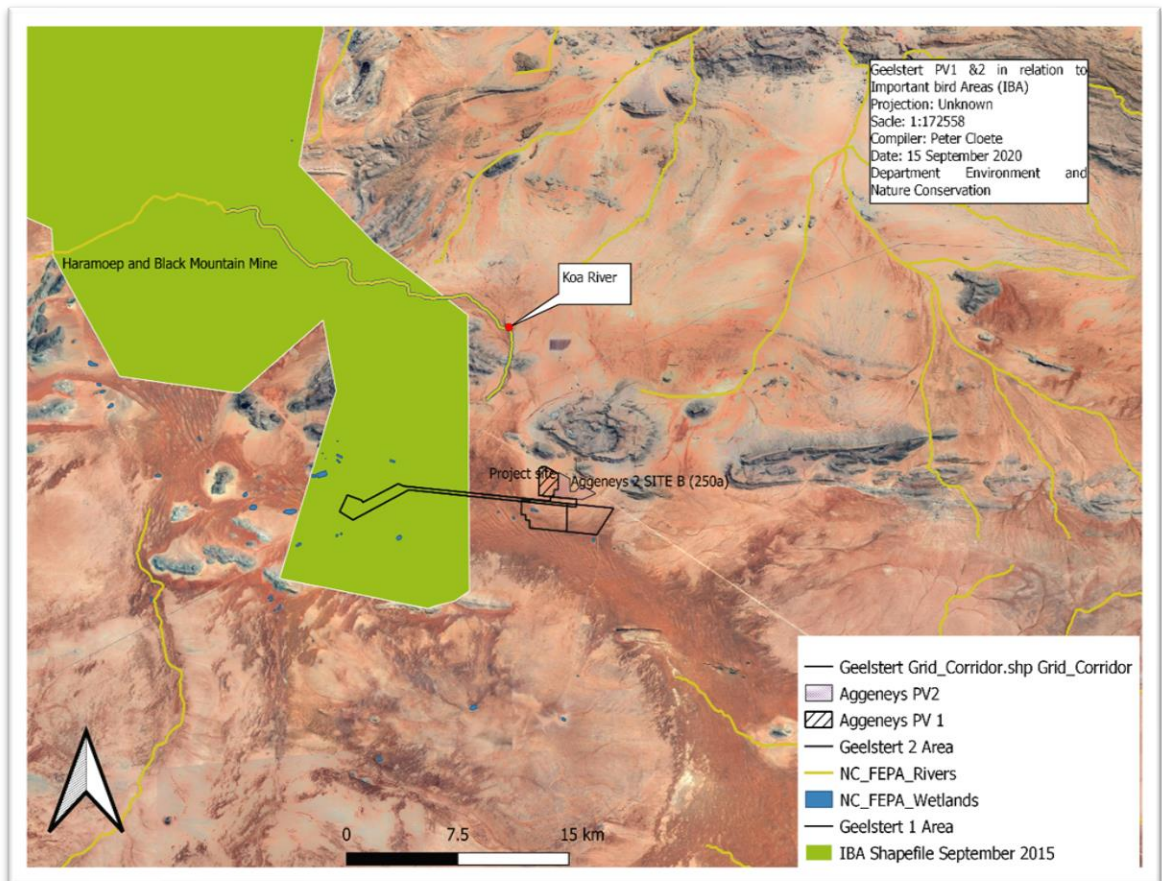 Geelstert PV1 &2 in relation to
Important bird Areas (IBA)
Projection: Unknown
Sacle: 1:172558
Compiler: Peter Cloete
Date: 15 September 2020
Department Environment and
Nature Conservation
Haramoep and Black Mountain Mine
Koa River
Project site
Aggeneys 2 SITE B (250a)
Geelstert Grid_Corridor.shp Grid_Corridor
Aggeneys PV2
Aggeneys PV 1
Geelstert 2 Area
NC_FEPA_Rivers
NC_FEPA_Wetlands
Geelstert 1 Area
IBA Shapefile September 2015
0 7.5 15 km